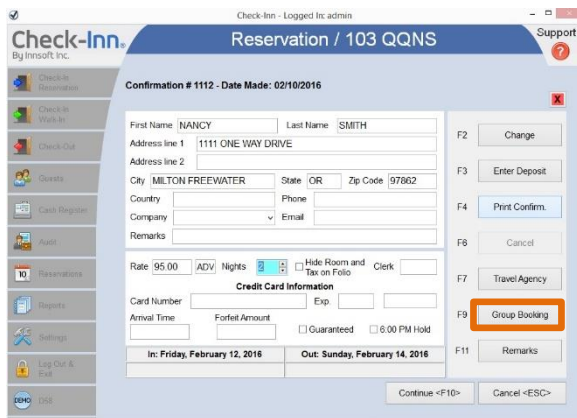 Check-Inn - Logged In: admin
Check-Inn®
By Innsoft Inc.
Reservation / 103 QQNS
Support
?
Check-In
Reservation
Check-In
Walk-In
Check-Out
Guests
Cash Register
Audit
10 Reservations
Reports
Settings
Log Out &
Exit
DEMO
Confirmation # 1112 - Date Made: 02/10/2016
X
First Name NANCY Last Name SMITH
Address line 1 1111 ONE WAY DRIVE
Address line 2
City MILTON FREEWATER State OR Zip Code 97862
Country Phone
Company Email
Remarks
Rate 95.00 ADV Nights 2 Hide Room and
Tax on Folio Clerk
Credit Card Information
Card Number Exp.
Arrival Time Forfeit Amount
Guaranteed 6:00 PM Hold
In: Friday, February 12, 2016 Out: Sunday, February 14, 2016
F2 Change
F3 Enter Deposit
F4 Print Confirm.
F6 Cancel
F7 Travel Agency
F9 Group Booking
F11 Remarks
Continue <F10> Cancel <ESC>